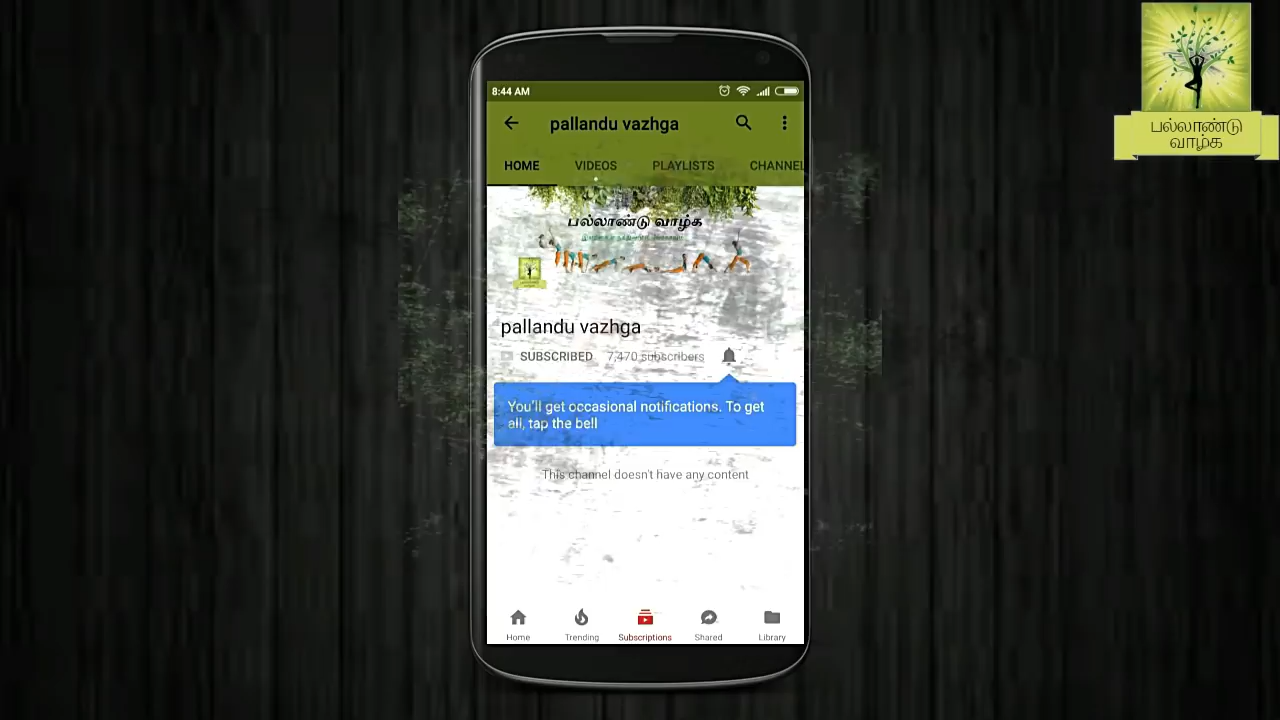 8:44 AM
pallandu vazhga
HOME VIDEOS PLAYLISTS CHANNEL
பல்லாண்டு வாழ்க
pallandu vazhga
SUBSCRIBED 7,470 subscribers
You'll get occasional notifications. To get
all, tap the bell
This channel doesn't have any content
Home Trending Subscriptions Shared Library
பல்லாண்டு
வாழ்க